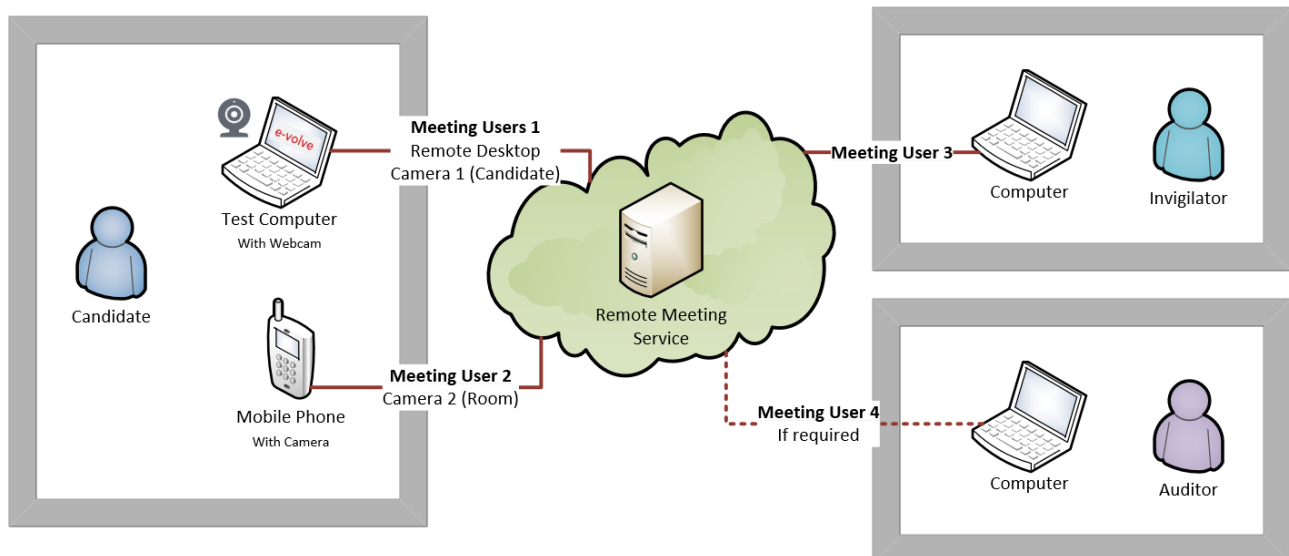 e-volve
Test Computer
With Webcam
Candidate
Mobile Phone
With Camera
Meeting Users 1
Remote Desktop
Camera 1 (Candidate)
Meeting User 2
Camera 2 (Room)
Remote Meeting
Service
Meeting User 3
Computer
Invigilator
Meeting User 4
If required
Computer
Auditor